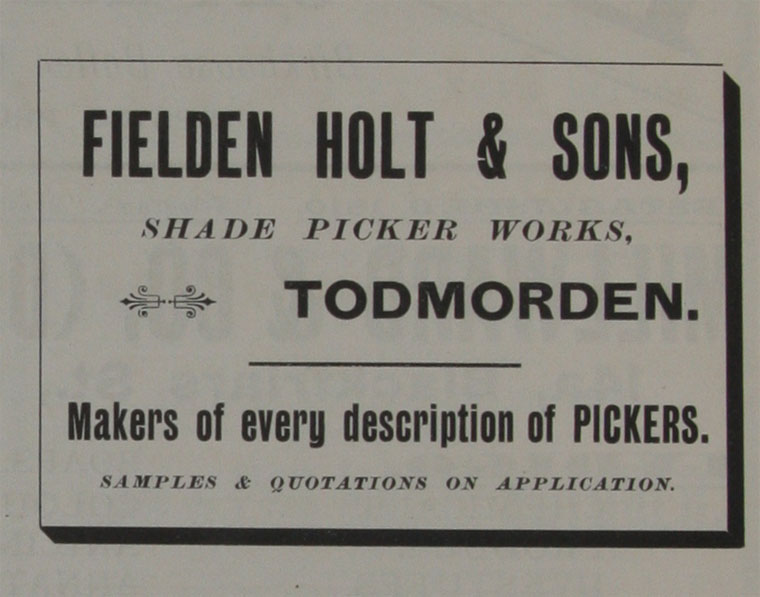 FIELDEN HOLT & SONS,
SHADE PICKER WORKS,
TODMORDEN.
Makers of every description of PICKERS.
SAMPLES & QUOTATIONS ON APPLICATION.